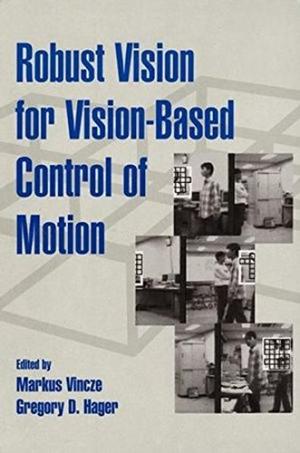 Robust Vision
for Vision-Based
Control of
Motion
Edited by
Markus Vincze
Gregory D. Hager